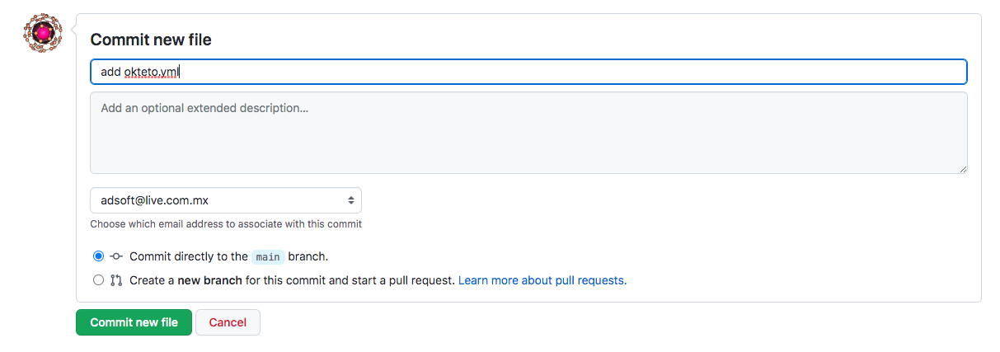 Commit new file
add okteto.yml
Add an optional extended description...
adsoft@live.com.mx
Choose which email address to associate with this commit
Commit directly to the main branch.
Create a new branch for this commit and start a pull request. Learn more about pull requests.
Commit new file Cancel